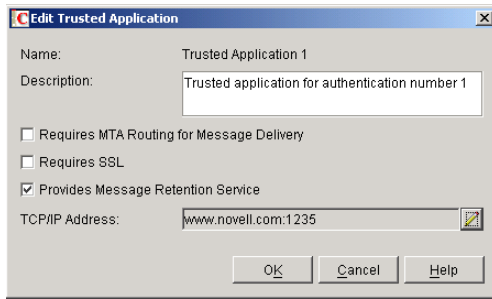 Edit Trusted Application
Name: Trusted Application 1
Description: Trusted application for authentication number 1
Requires MTA Routing for Message Delivery
Requires SSL
Provides Message Retention Service
TCP/IP Address: www.novell.com:1235
OK Cancel Help